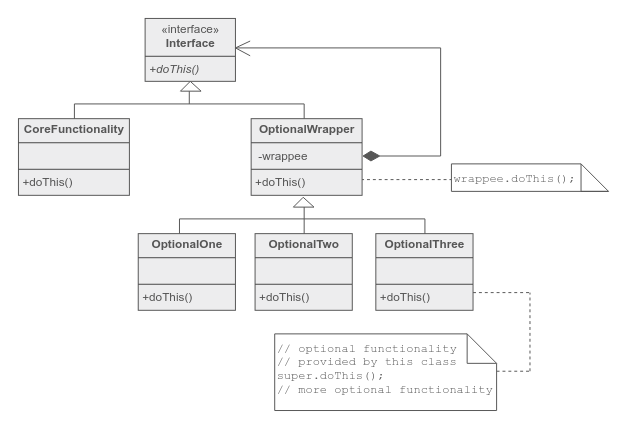 «interface»
Interface
+doThis()
CoreFunctionality
+doThis()
OptionalWrapper
-wrappee
+doThis()
wrappee.doThis();
OptionalOne
+doThis()
OptionalTwo
+doThis()
OptionalThree
+doThis()
// optional functionality
// provided by this class
super.doThis();
// more optional functionality